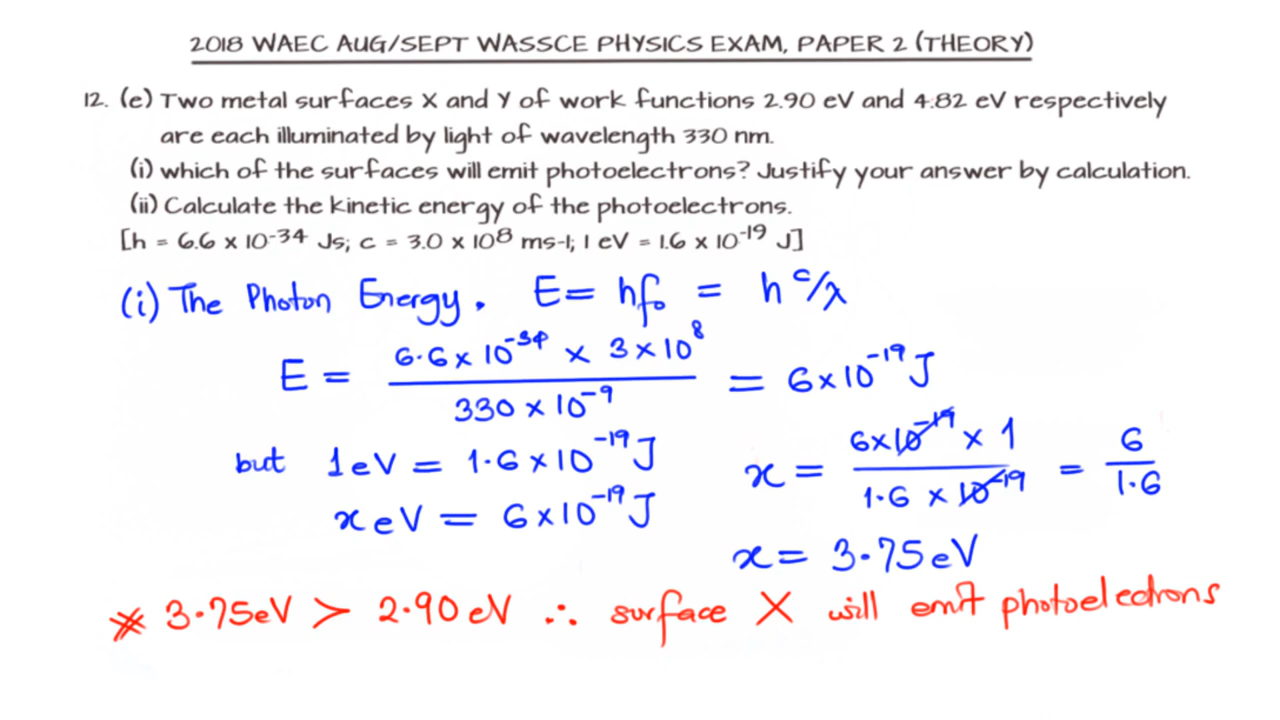 2018 WAEC AUG/SEPT WASSCE PHYSICS EXAM, PAPER 2 (THEORY)
12. (e) Two metal surfaces X and Y of work functions 2.90 eV and 4.82 eV respectively
are each illuminated by light of wavelength 330 nm.
(i) which of the surfaces will emit photoelectrons? Justify your answer by calculation.
(ii) Calculate the kinetic energy of the photoelectrons.
[h = 6.6 x 10⁻³⁴ Js; c = 3.0 x 10⁸ ms-1; 1 eV = 1.6 x 10⁻¹⁹ J]
(i) The Photon Energy. E = hf₀ = h c/λ
E = 6.6 x 10⁻³⁴ x 3 x 10⁸ / 330 x 10⁻⁹ = 6 x 10⁻¹⁹ J
but 1eV = 1.6 x 10⁻¹⁹ J
x eV = 6 x 10⁻¹⁹ J
x = 6 x 10⁻¹⁹ x 1 / 1.6 x 10⁻¹⁹ = 6 / 1.6
x = 3.75 eV
* 3.75eV > 2.90 eV ∴ surface X will emit photoelectrons